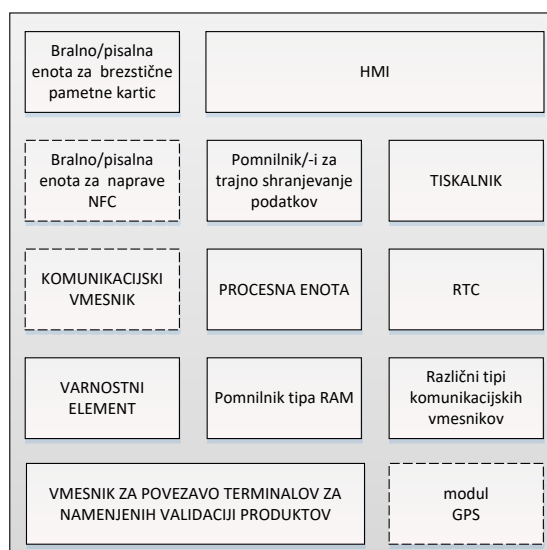 Bralno/pisalna
enota za brezstične
pametne kartic
HMI
Bralno/pisalna
enota za naprave
NFC
Pomnilnik/-i za
trajno shranjevanje
podatkov
TISKALNIK
KOMUNIKACIJSKI
VMESNIK
PROCESNA ENOTA
RTC
VARNOSTNI
ELEMENT
Pomnilnik tipa RAM
Različni tipi
komunikacijskih
vmesnikov
VMESNIK ZA POVEZAVO TERMINALOV ZA
NAMENJENIH VALIDACIJI PRODUKTOV
modul
GPS